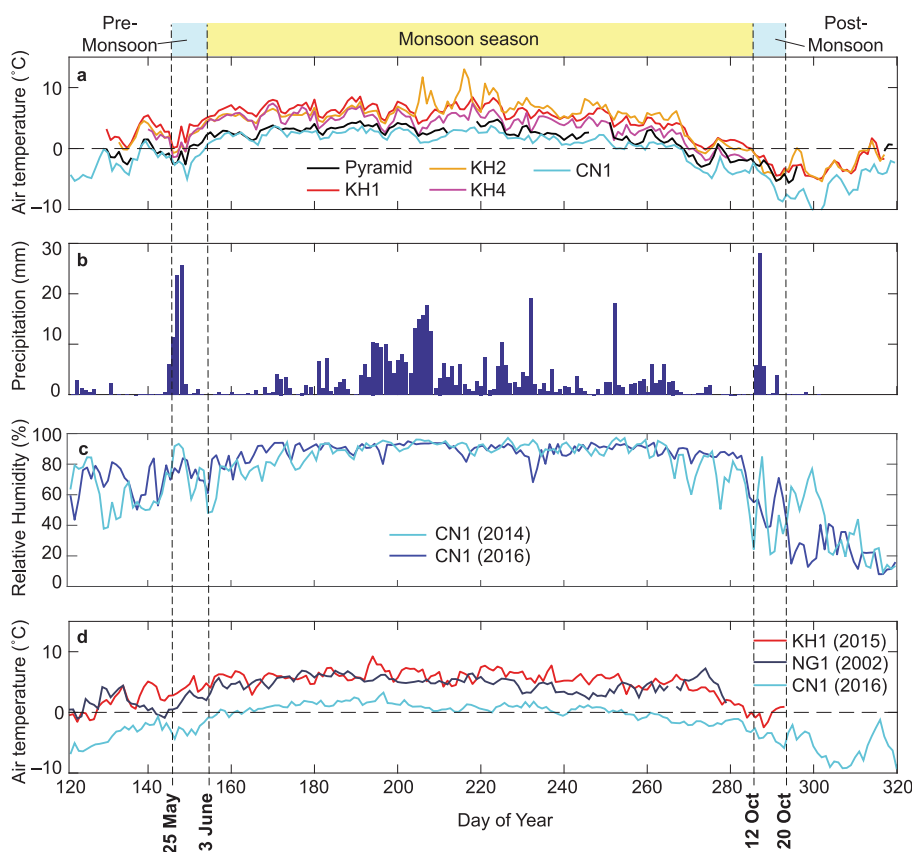 Pre-
Monsoon
Monsoon season
Post-
Monsoon
a
Air temperature (˚C)
10
0
−10
Pyramid
KH1
KH2
KH4
CN1
b
Precipitation (mm)
30
20
10
0
c
Relative Humidity (%)
100
80
60
40
20
0
CN1 (2014)
CN1 (2016)
d
Air temperature (˚C)
10
0
−10
KH1 (2015)
NG1 (2002)
CN1 (2016)
120 140 160 180 200 220 240 260 280 300 320
25 May
3 June
Day of Year
12 Oct
20 Oct